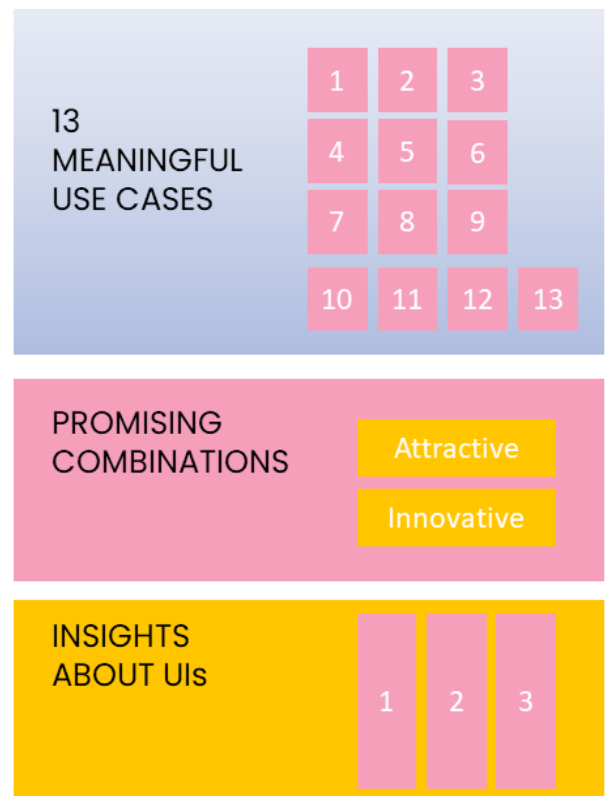 13
MEANINGFUL
USE CASES
1 2 3
4 5 6
7 8 9
10 11 12 13
PROMISING
COMBINATIONS
Attractive
Innovative
INSIGHTS
ABOUT UIs
1 2 3